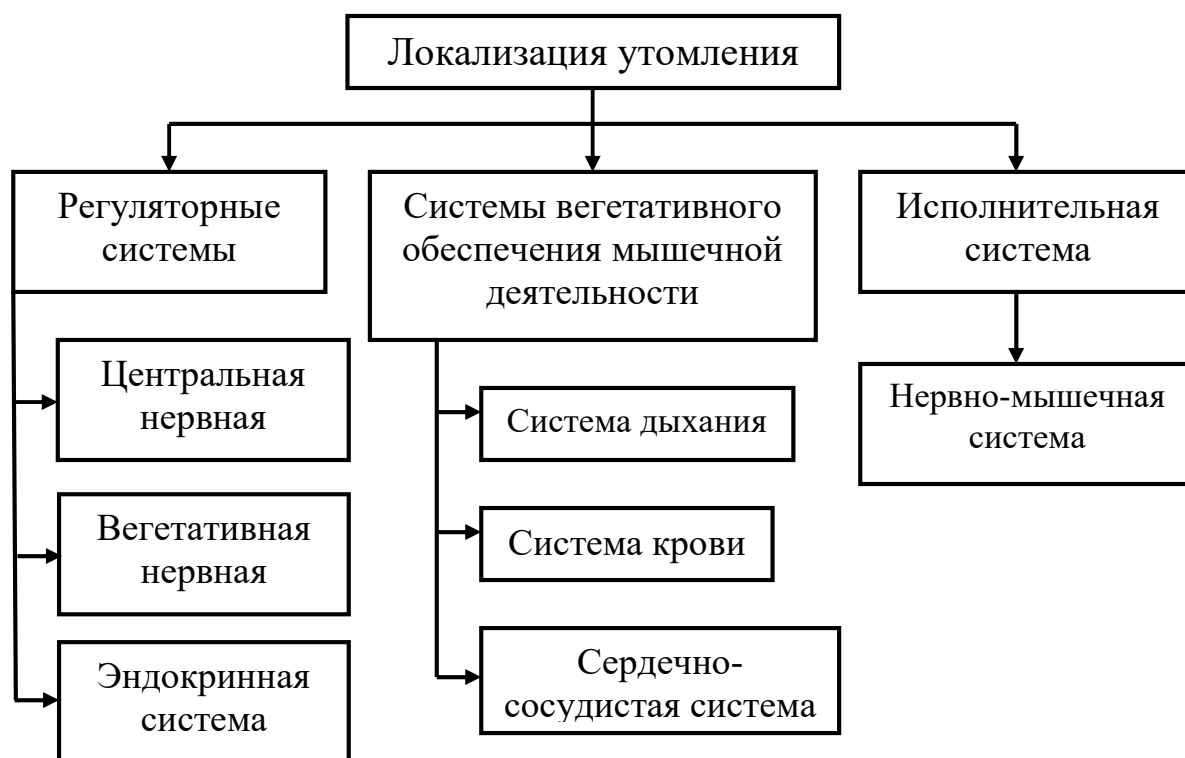 Локализация утомления
Регуляторные
системы
Системы вегетативного
обеспечения мышечной
деятельности
Исполнительная
система
Центральная
нервная
Вегетативная
нервная
Эндокринная
система
Система дыхания
Система крови
Сердечно-
сосудистая система
Нервно-мышечная
система